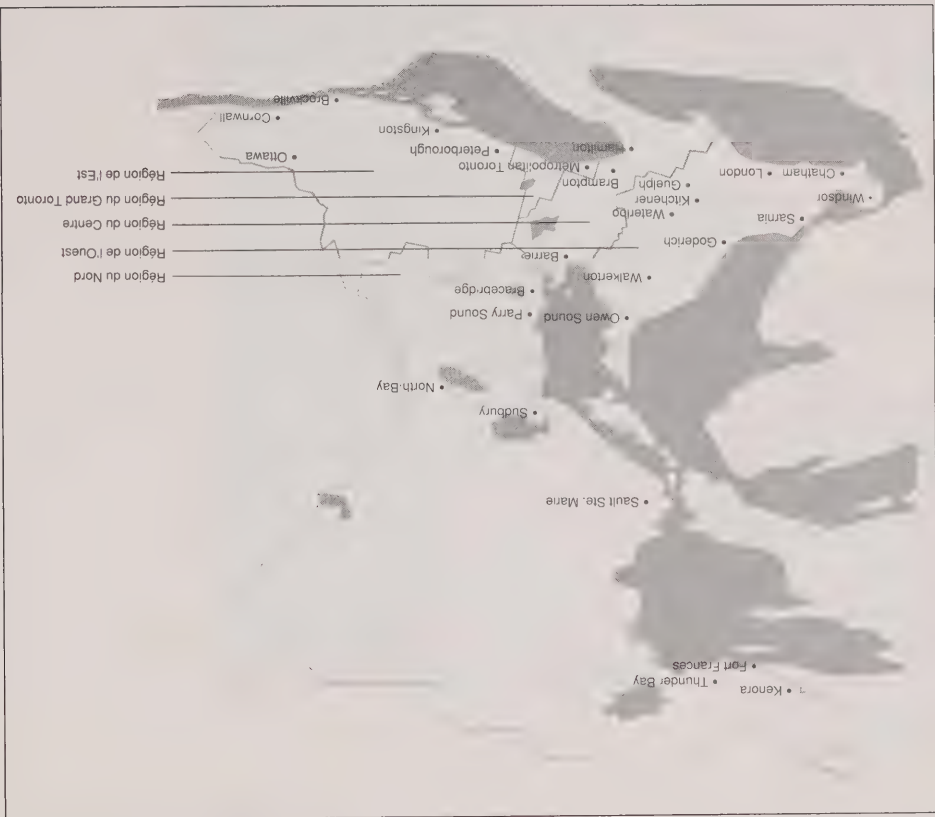 • Kenora
• Thunder Bay
• Fort Frances
• Sault Ste. Marie
• Sudbury
• North-Bay
• Owen Sound
• Parry Sound
• Bracebridge
• Walkerton
• Barrie
• Goderich
• Sarnia
• Windsor
• Waterloo
• Kitchener
• Guelph
• Brampton
• Chatham
• London
• Metropolitan Toronto
• Hamilton
• Peterborough
• Kingston
• Ottawa
• Cornwall
• Brockville
Région du Nord
Région de l'Ouest
Région du Centre
Région du Grand Toronto
Région de l'Est